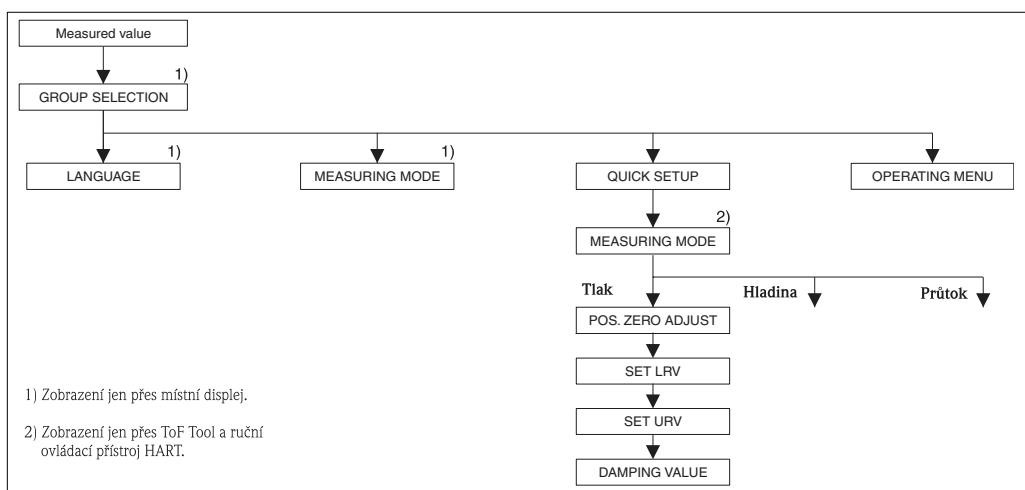 Measured value
1)
GROUP SELECTION
1)
1)
LANGUAGE
MEASURING MODE
QUICK SETUP
OPERATING MENU
2)
MEASURING MODE
Tlak
Hladina
Průtok
POS. ZERO ADJUST
SET LRV
SET URV
DAMPING VALUE
1) Zobrazení jen přes místní displej.
2) Zobrazení jen přes ToF Tool a ruční
ovládací přístroj HART.